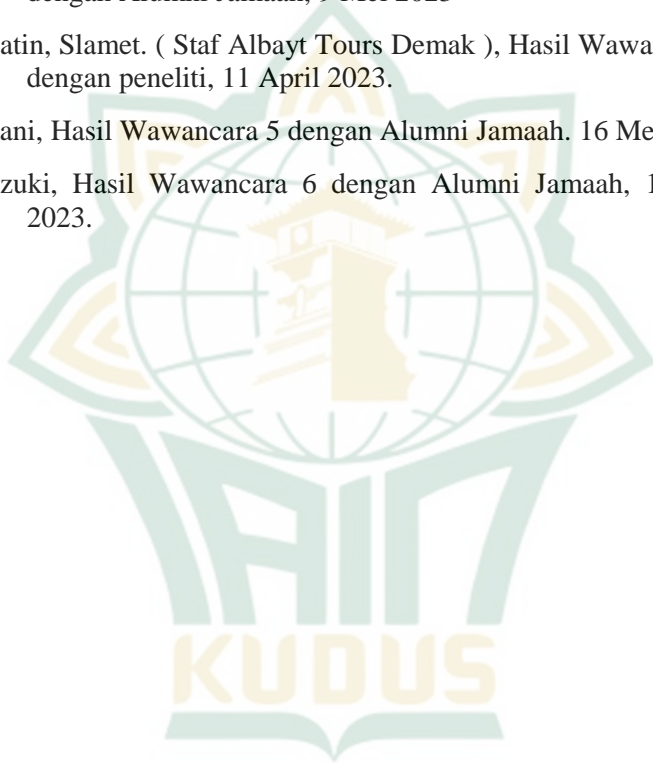 dengan Alumni Jamaah, 9 Mei 2023
atin, Slamet. ( Staf Albayt Tours Demak ), Hasil Wawa
dengan peneliti, 11 April 2023.
ani, Hasil Wawancara 5 dengan Alumni Jamaah. 16 Me
zuki, Hasil Wawancara 6 dengan Alumni Jamaah, 1
2023.
IAIN
KUDUS